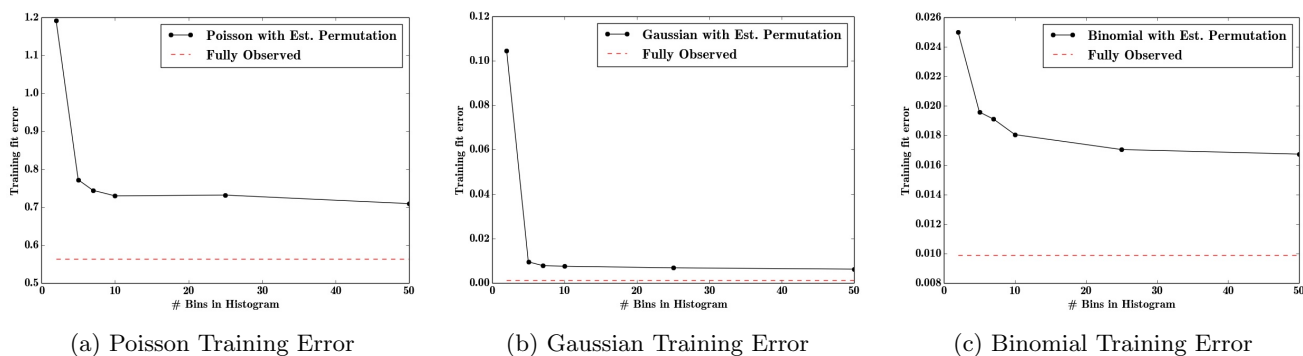 1.2
1.1
1.0
0.9
0.8
0.7
0.6
0.5
Training fit error
0 10 20 30 40 50
# Bins in Histogram
Poisson with Est. Permutation
Fully Observed
(a) Poisson Training Error
0.12
0.10
0.08
0.06
0.04
0.02
0.00
Training fit error
0 10 20 30 40 50
# Bins in Histogram
Gaussian with Est. Permutation
Fully Observed
(b) Gaussian Training Error
0.026
0.024
0.022
0.020
0.018
0.016
0.014
0.012
0.010
0.008
Training fit error
0 10 20 30 40 50
# Bins in Histogram
Binomial with Est. Permutation
Fully Observed
(c) Binomial Training Error